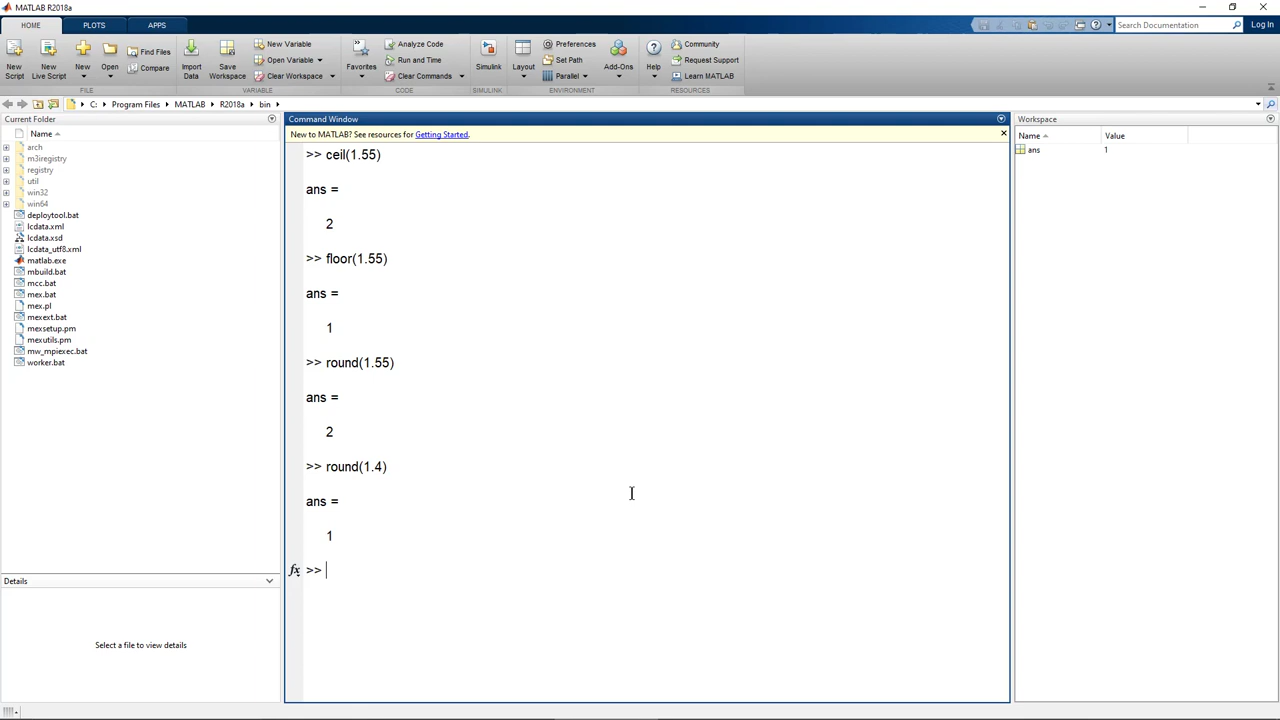 MATLAB R2018a
HOME PLOTS APPS Search Documentation Log In
New Script
New Live Script
New
Open
Find Files
Compare
FILE
Import Data
Save Workspace
New Variable
Open Variable
Clear Workspace
VARIABLE
Favorites
Analyze Code
Run and Time
Clear Commands
CODE
Simulink
SIMULINK
Layout
Preferences
Set Path
Parallel
Add-Ons
ENVIRONMENT
Help
Community
Request Support
Learn MATLAB
RESOURCES
C: Program Files MATLAB R2018a bin
Current Folder
Name
arch
m3iregistry
registry
util
win32
win64
deploytool.bat
lcdata.xml
lcdata.xsd
lcdata_utf8.xml
matlab.exe
mbuild.bat
mcc.bat
mex.bat
mex.pl
mexext.bat
mexsetup.pm
mexutils.pm
mw_mpiexec.bat
worker.bat
Details
Select a file to view details
Command Window
New to MATLAB? See resources for Getting Started.
>> ceil(1.55)
ans =
2
>> floor(1.55)
ans =
1
>> round(1.55)
ans =
2
>> round(1.4)
ans =
1
fx >>
Workspace
Name Value
ans 1